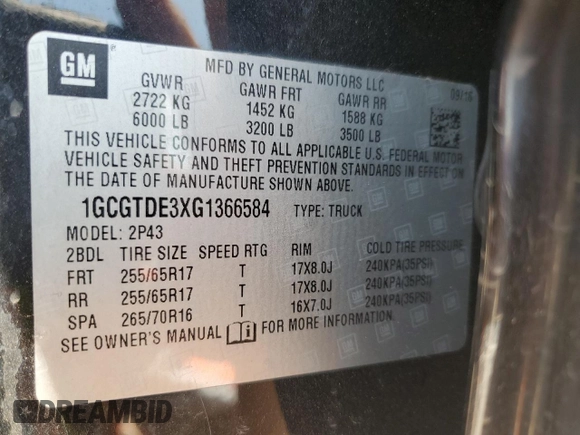 GM
MFD BY GENERAL MOTORS LLC
GVWR GAWR FRT GAWR RR
2722 KG 1452 KG 1588 KG
6000 LB 3200 LB 3500 LB
THIS VEHICLE CONFORMS TO ALL APPLICABLE U.S. FEDERAL MOTOR
VEHICLE SAFETY AND THEFT PREVENTION STANDARDS IN EFFECT ON
THE DATE OF MANUFACTURE SHOWN ABOVE.
1GCGTDE3XG1366584 TYPE: TRUCK
MODEL: 2P43
2BDL TIRE SIZE SPEED RTG RIM COLD TIRE PRESSURE
FRT 255/65R17 T 17X8.0J 240KPA(35PSI)
RR 255/65R17 T 17X8.0J 240KPA(35PSI)
SPA 265/70R16 T 16X7.0J 240KPA(35PSI)
SEE OWNER'S MANUAL FOR MORE INFORMATION.
DREAMBID